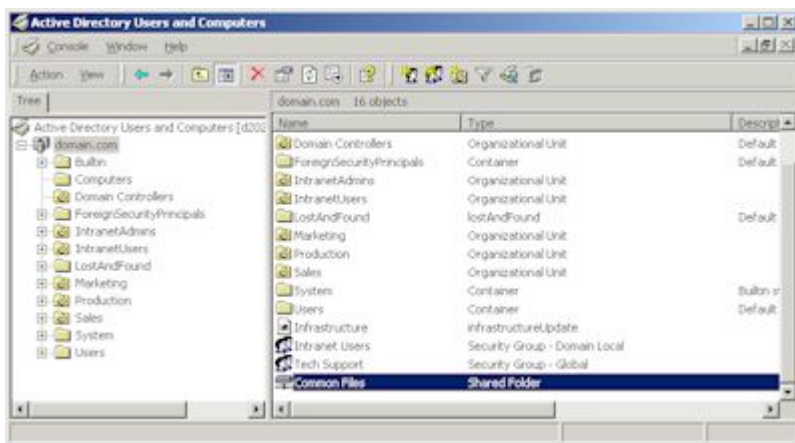 Active Directory Users and Computers
Console Window Help
Action View
Tree
domain.com 16 objects
Active Directory Users and Computers [d202
domain.com
Builtin
Computers
Domain Controllers
ForeignSecurityPrincipals
IntranetAdmins
IntranetUsers
LostAndFound
Marketing
Production
Sales
System
Users
Name Type Descript
Domain Controllers Organizational Unit Default
ForeignSecurityPrincipals Container Default
IntranetAdmins Organizational Unit
IntranetUsers Organizational Unit
LostAndFound lostAndFound Default
Marketing Organizational Unit
Production Organizational Unit
Sales Organizational Unit
System Container Builtin
Users Container Default
Infrastructure infrastructureUpdate
Intranet Users Security Group - Domain Local
Tech Support Security Group - Global
Common Files Shared Folder